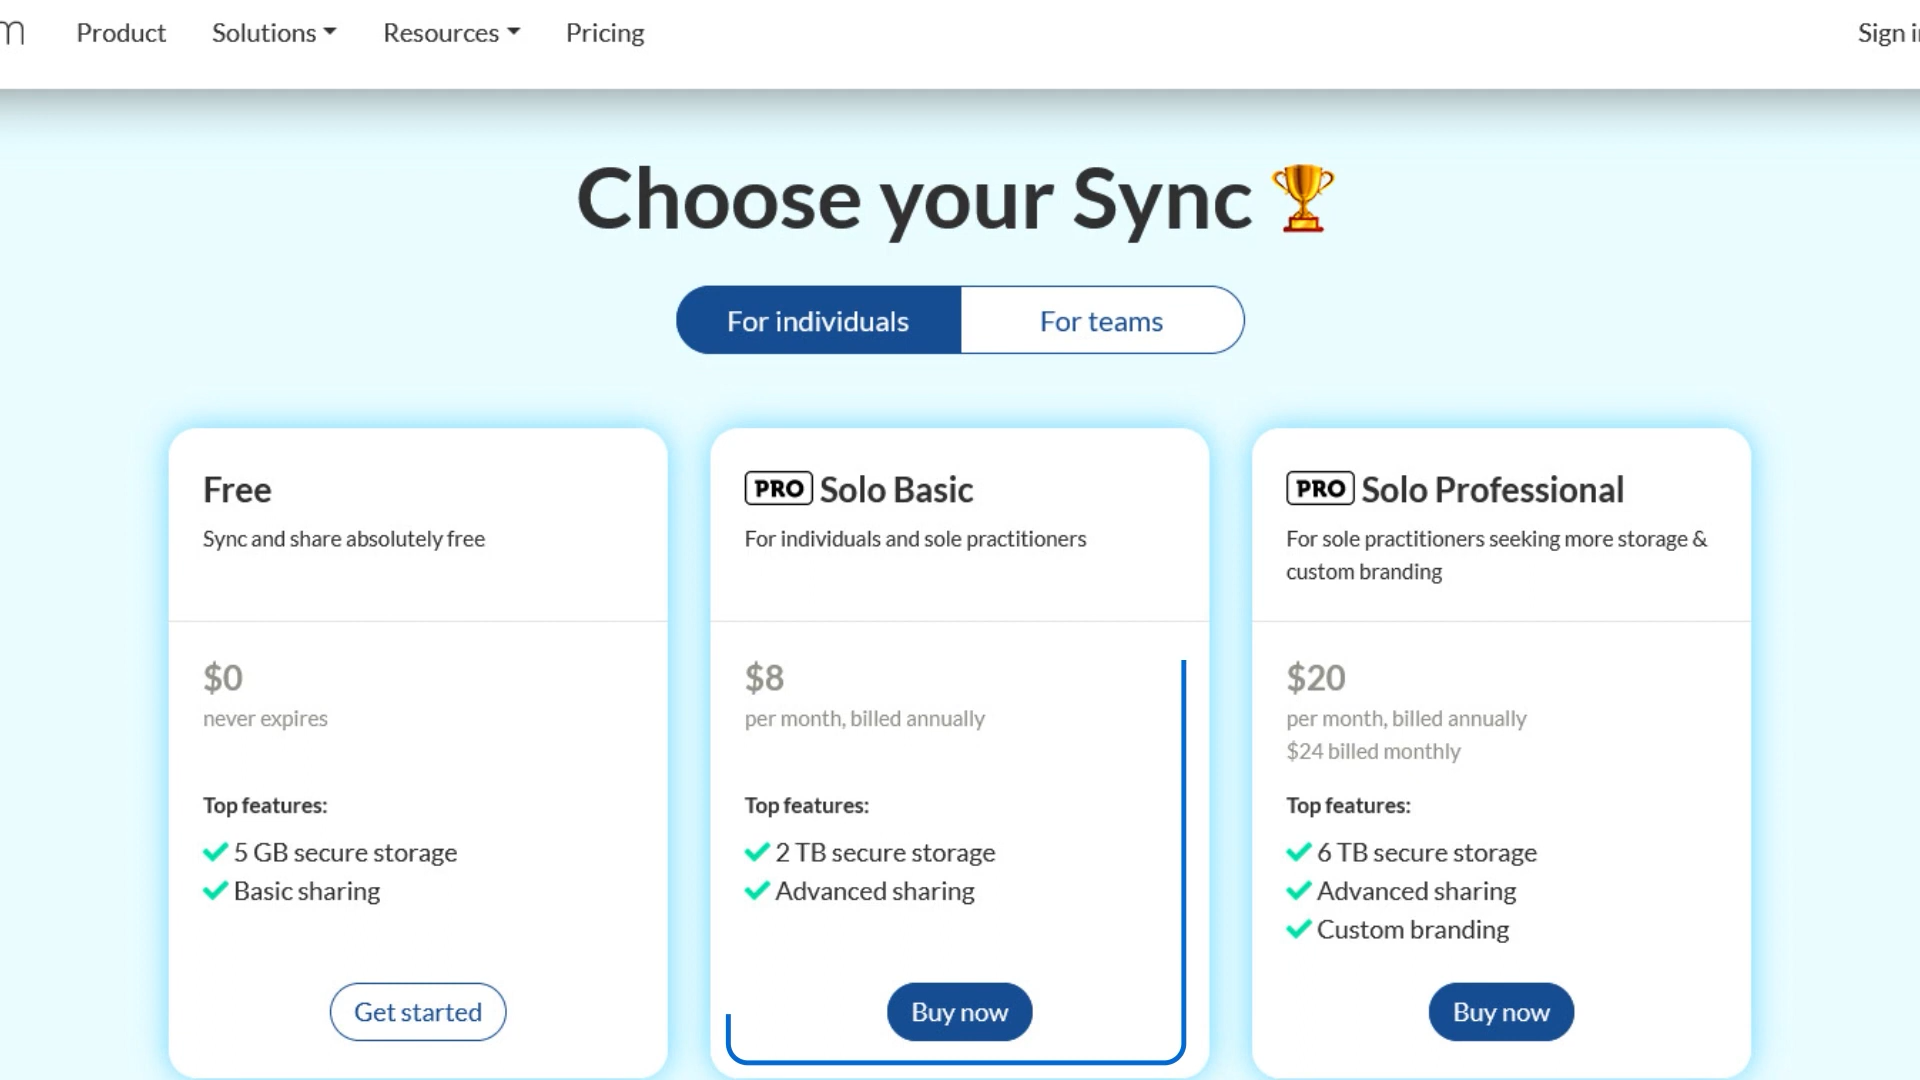 m Product Solutions Resources Pricing Sign in
Choose your Sync
For individuals For teams
Free
Sync and share absolutely free
$0
never expires
Top features:
5 GB secure storage
Basic sharing
Get started
PRO Solo Basic
For individuals and sole practitioners
$8
per month, billed annually
Top features:
2 TB secure storage
Advanced sharing
Buy now
PRO Solo Professional
For sole practitioners seeking more storage &
custom branding
$20
per month, billed annually
$24 billed monthly
Top features:
6 TB secure storage
Advanced sharing
Custom branding
Buy now